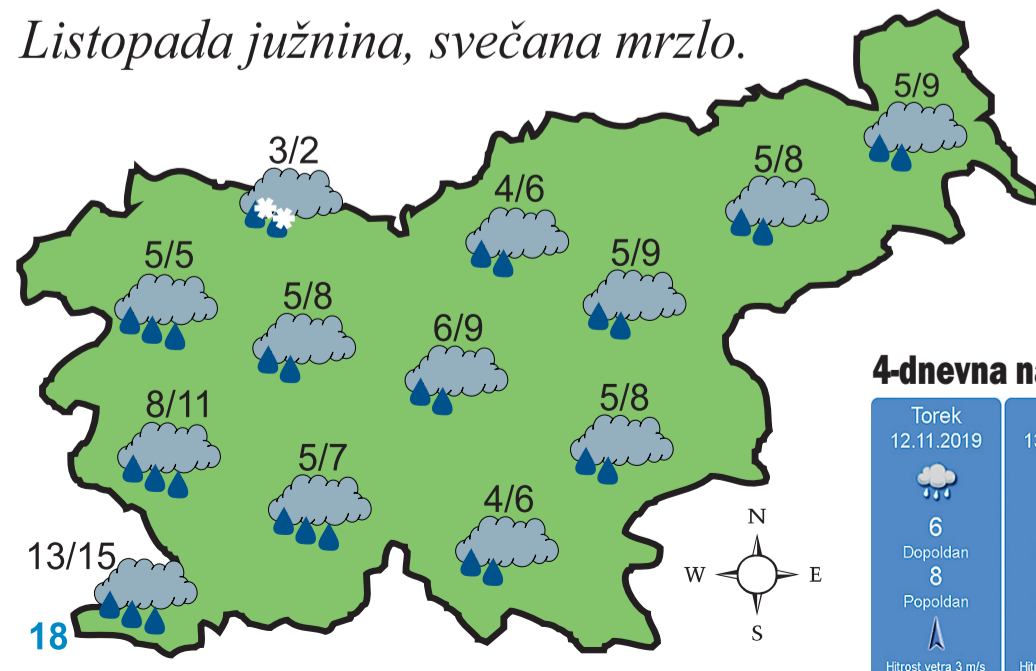 Listopada južnina, svečana mrzlo.
5/9
3/2
5/8
4/6
5/5
5/9
5/8
6/9
8/11
5/8
5/7
4/6
13/15
18
N
W E
S
4-dnevna
Torek
12.11.2019
6
Dopoldan
8
Popoldan
Hitrost vetra 3 m/s